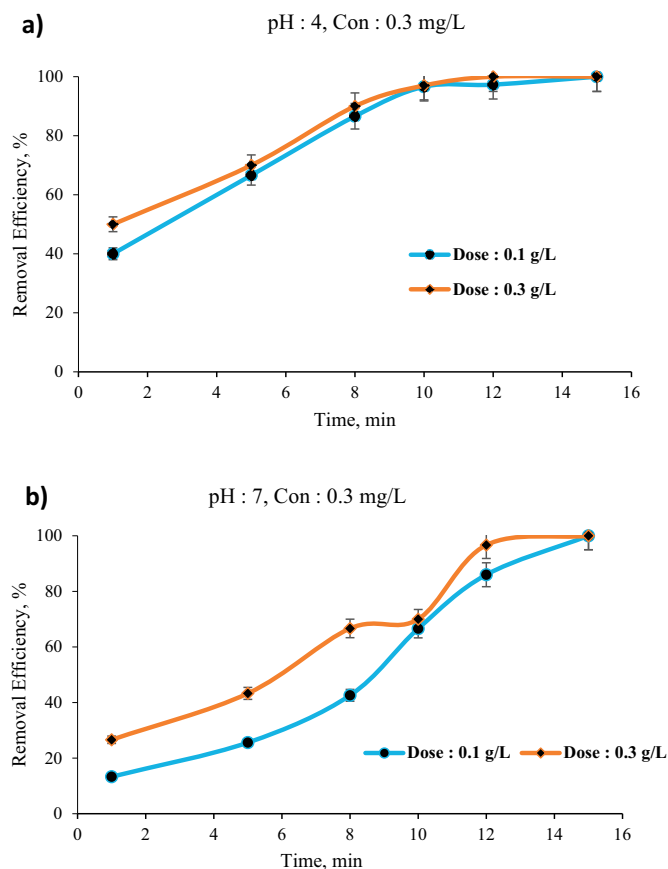 a)
pH : 4, Con : 0.3 mg/L
Removal Efficiency, %
100
80
60
40
20
0
Dose : 0.1 g/L
Dose : 0.3 g/L
0 2 4 6 8 10 12 14 16
Time, min
b)
pH : 7, Con : 0.3 mg/L
Removal Efficiency, %
100
80
60
40
20
0
Dose : 0.1 g/L Dose : 0.3 g/L
0 2 4 6 8 10 12 14 16
Time, min